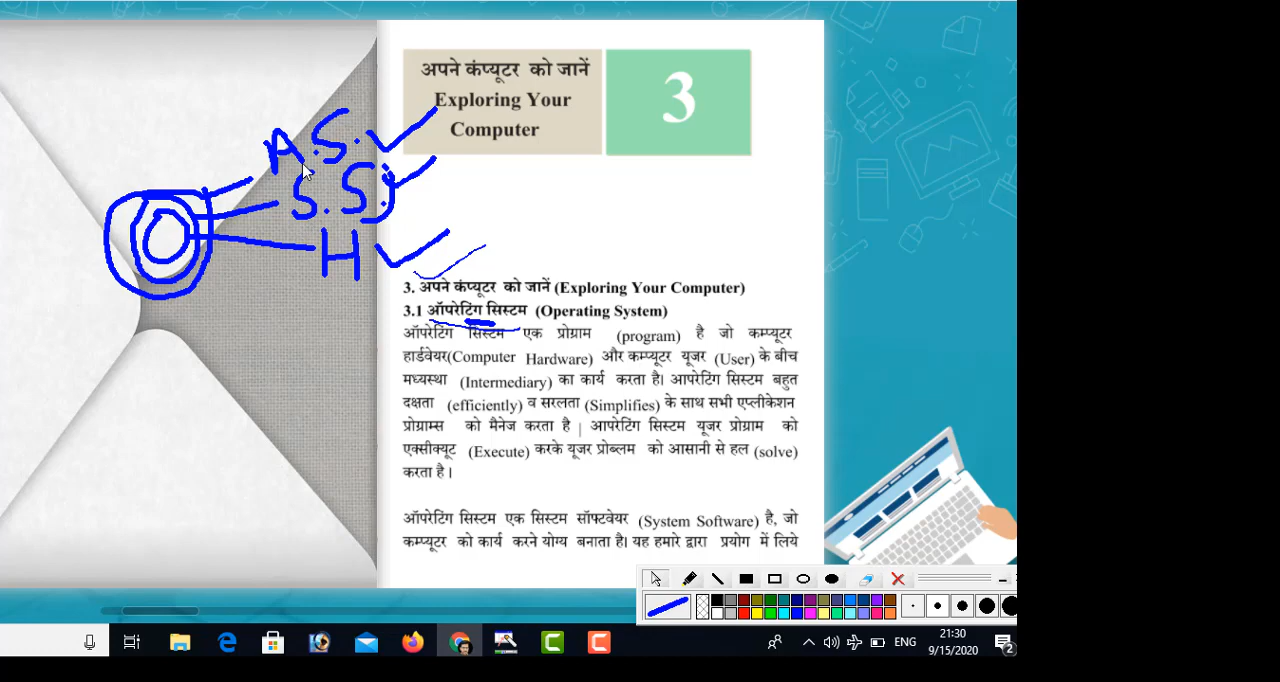 अपने कंप्यूटर को जानें
Exploring Your
Computer
3
A.S.
S.S.
H
3. अपने कंप्यूटर को जानें (Exploring Your Computer)
3.1 ऑपरेटिंग सिस्टम (Operating System)
ऑपरेटिंग सिस्टम एक प्रोग्राम (program) है जो कम्प्यूटर
हार्डवेयर(Computer Hardware) और कम्प्यूटर यूजर (User) के बीच
मध्यस्था (Intermediary) का कार्य करता है। आपरेटिंग सिस्टम बहुत
दक्षता (efficiently) व सरलता (Simplifies) के साथ सभी एप्लीकेशन
प्रोग्राम्स को मैनेज करता है | आपरेटिंग सिस्टम यूजर प्रोग्राम को
एक्सीक्यूट (Execute) करके यूजर प्रोब्लम को आसानी से हल (solve)
करता है।
ऑपरेटिंग सिस्टम एक सिस्टम सॉफ्टवेयर (System Software) है, जो
कम्प्यूटर को कार्य करने योग्य बनाता है। यह हमारे द्वारा प्रयोग में लिये
ENG
21:30
9/15/2020
2